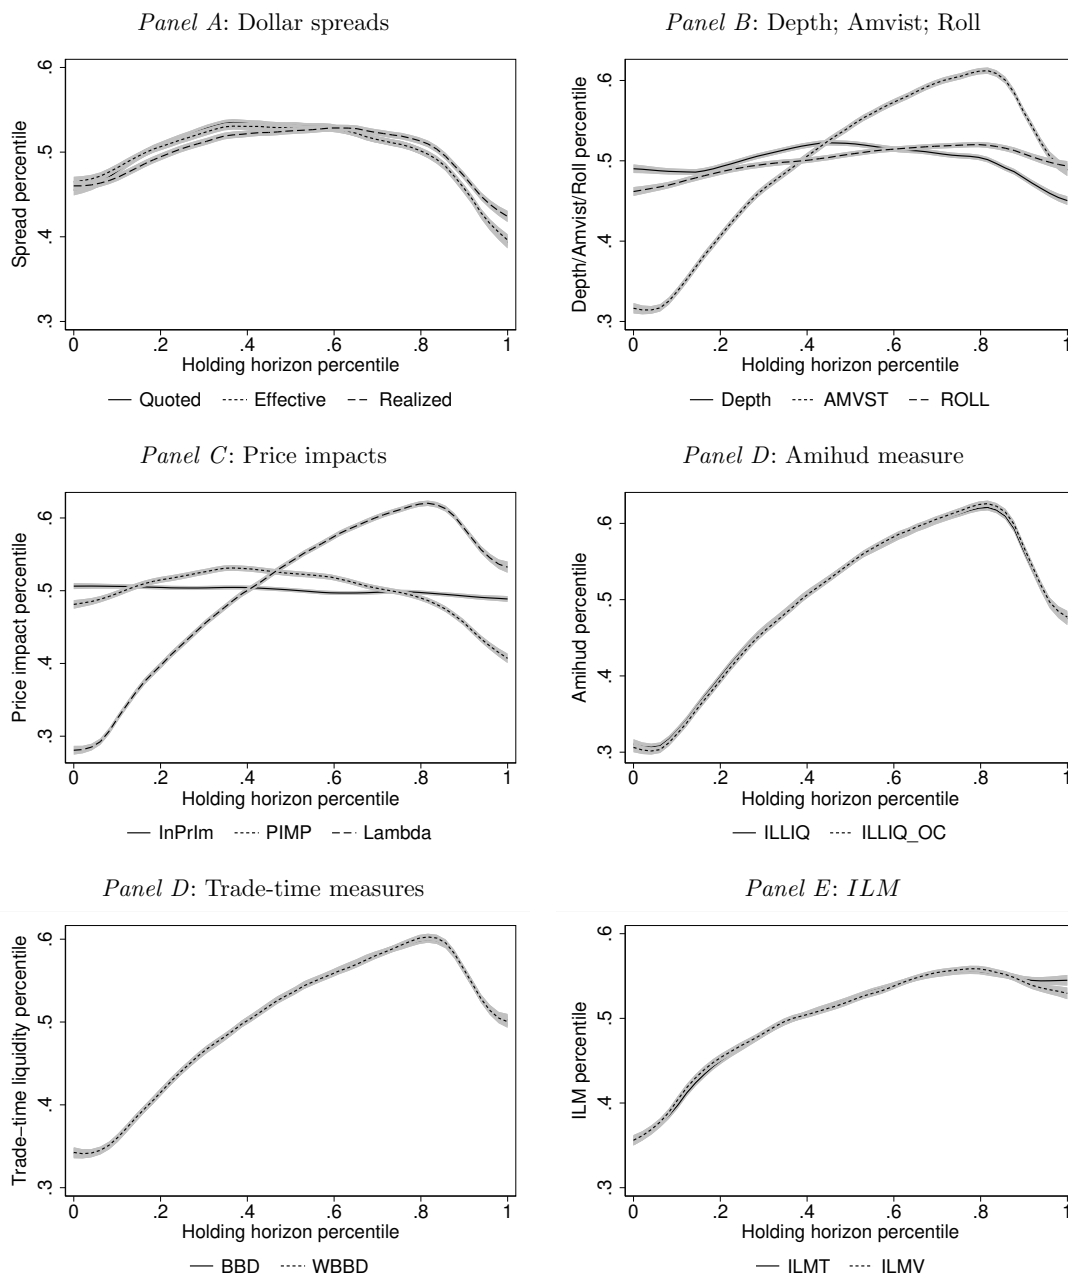 Panel A: Dollar spreads
Spread percentile
.6
.5
.4
.3
0 .2 .4 .6 .8 1
Holding horizon percentile
Quoted Effective Realized
Panel B: Depth; Amvist; Roll
Depth/Amvist/Roll percentile
.6
.5
.4
.3
0 .2 .4 .6 .8 1
Holding horizon percentile
Depth AMVST ROLL
Panel C: Price impacts
Price impact percentile
.6
.5
.4
.3
0 .2 .4 .6 .8 1
Holding horizon percentile
InPrIm PIMP Lambda
Panel D: Amihud measure
Amihud percentile
.6
.5
.4
.3
0 .2 .4 .6 .8 1
Holding horizon percentile
ILLIQ ILLIQ_OC
Panel D: Trade-time measures
Trade-time liquidity percentile
.6
.5
.4
.3
0 .2 .4 .6 .8 1
Holding horizon percentile
BBD WBBD
Panel E: ILM
ILM percentile
.6
.5
.4
.3
0 .2 .4 .6 .8 1
Holding horizon percentile
ILMT ILMV